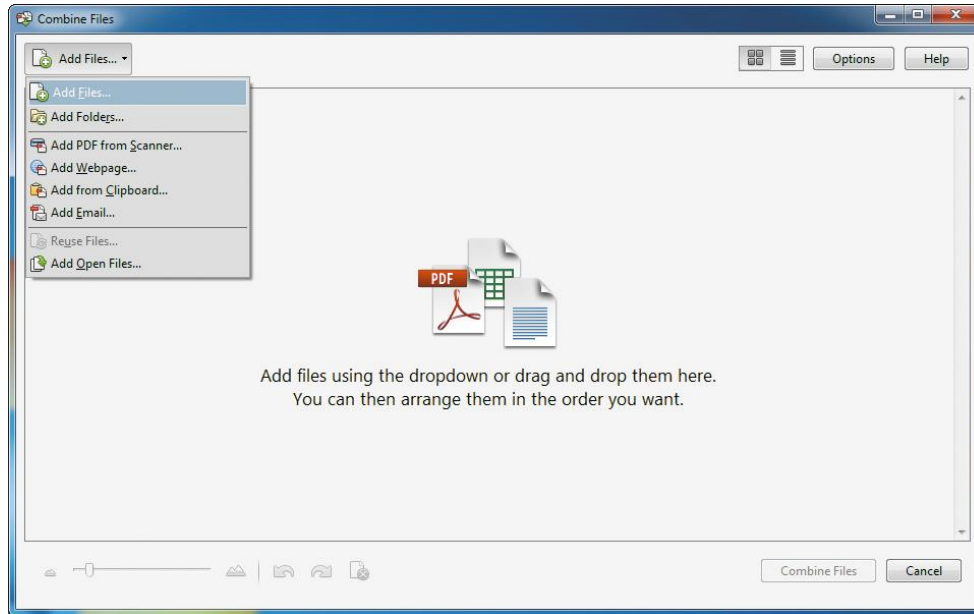 Combine Files
Add Files...
Options
Help
Add Files...
Add Folders...
Add PDF from Scanner...
Add Webpage...
Add from Clipboard...
Add Email...
Reuse Files...
Add Open Files...
PDF
Add files using the dropdown or drag and drop them here.
You can then arrange them in the order you want.
Combine Files
Cancel